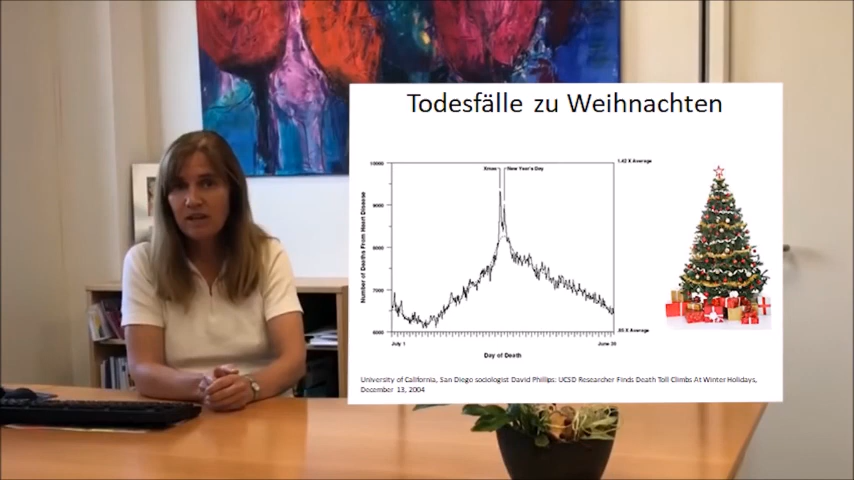 Todesfälle zu Weihnachten
10000
1.42 X Average
Xmas
New Year's Day
9000
Number of Deaths From Heart Disease
8000
7000
6000
.85 X Average
July 1
June 30
Day of Death
University of California, San Diego sociologist David Phillips: UCSD Researcher Finds Death Toll Climbs At Winter Holidays,
December 13, 2004